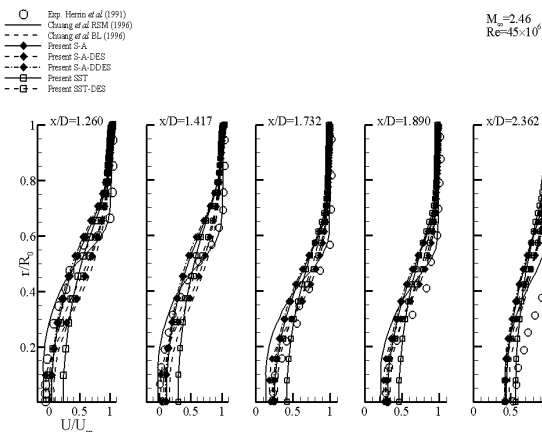 Exp. Herrin et al (1991)
Chuang et al RSM (1996)
Chuang et al BL (1996)
Present S-A
Present S-A-DES
Present S-A-DDES
Present SST
Present SST-DES
M∞=2.46
Re=45×10⁶
x/D=1.260 x/D=1.417 x/D=1.732 x/D=1.890 x/D=2.362
1
0.8
0.6
0.4
0.2
r/R₀
0 0.5 1 0 0.5 1 0 0.5 1 0 0.5 1 0 0.5
U/U∞